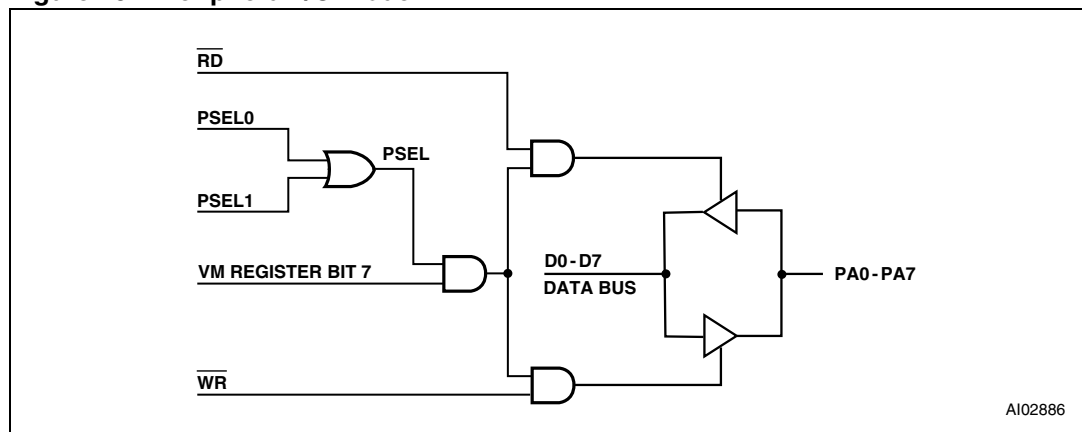 RD
PSEL0
PSEL
PSEL1
VM REGISTER BIT 7
D0-D7
DATA BUS
PA0-PA7
WR
AI02886